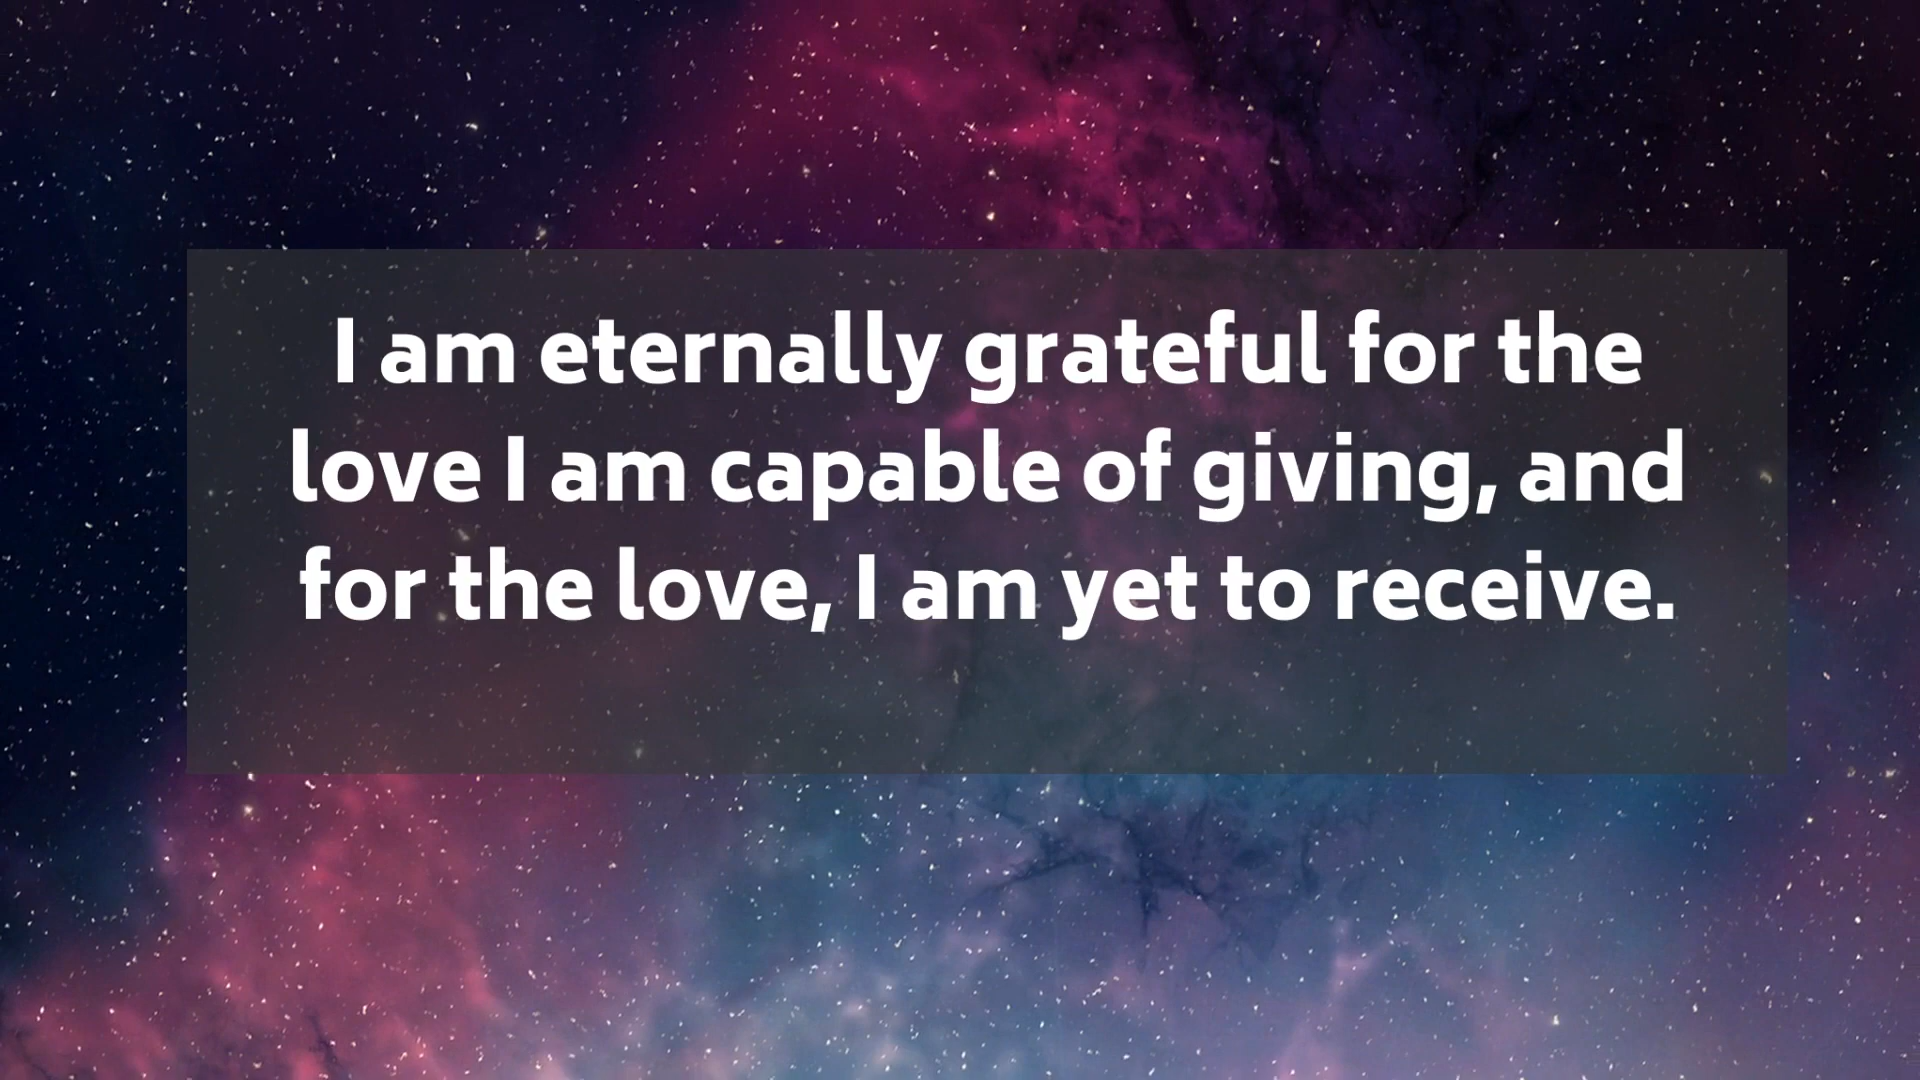 I am eternally grateful for the
love I am capable of giving, and
for the love, I am yet to receive.